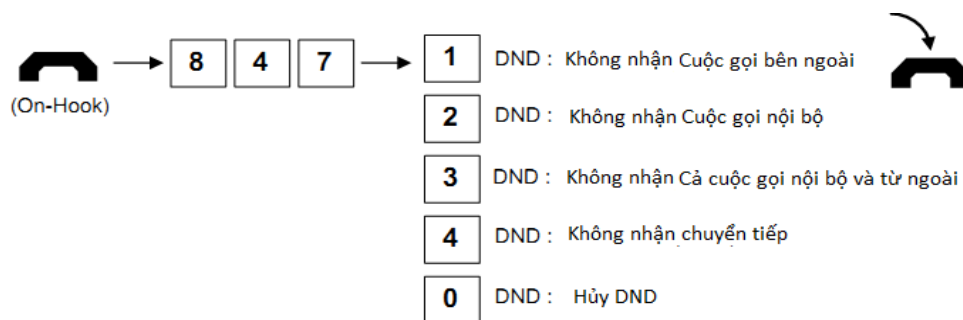 8 4 7 1 DND : Không nhận Cuộc gọi bên ngoài
(On-Hook)
2 DND : Không nhận Cuộc gọi nội bộ
3 DND : Không nhận Cả cuộc gọi nội bộ và từ ngoài
4 DND : Không nhận chuyển tiếp
0 DND : Hủy DND